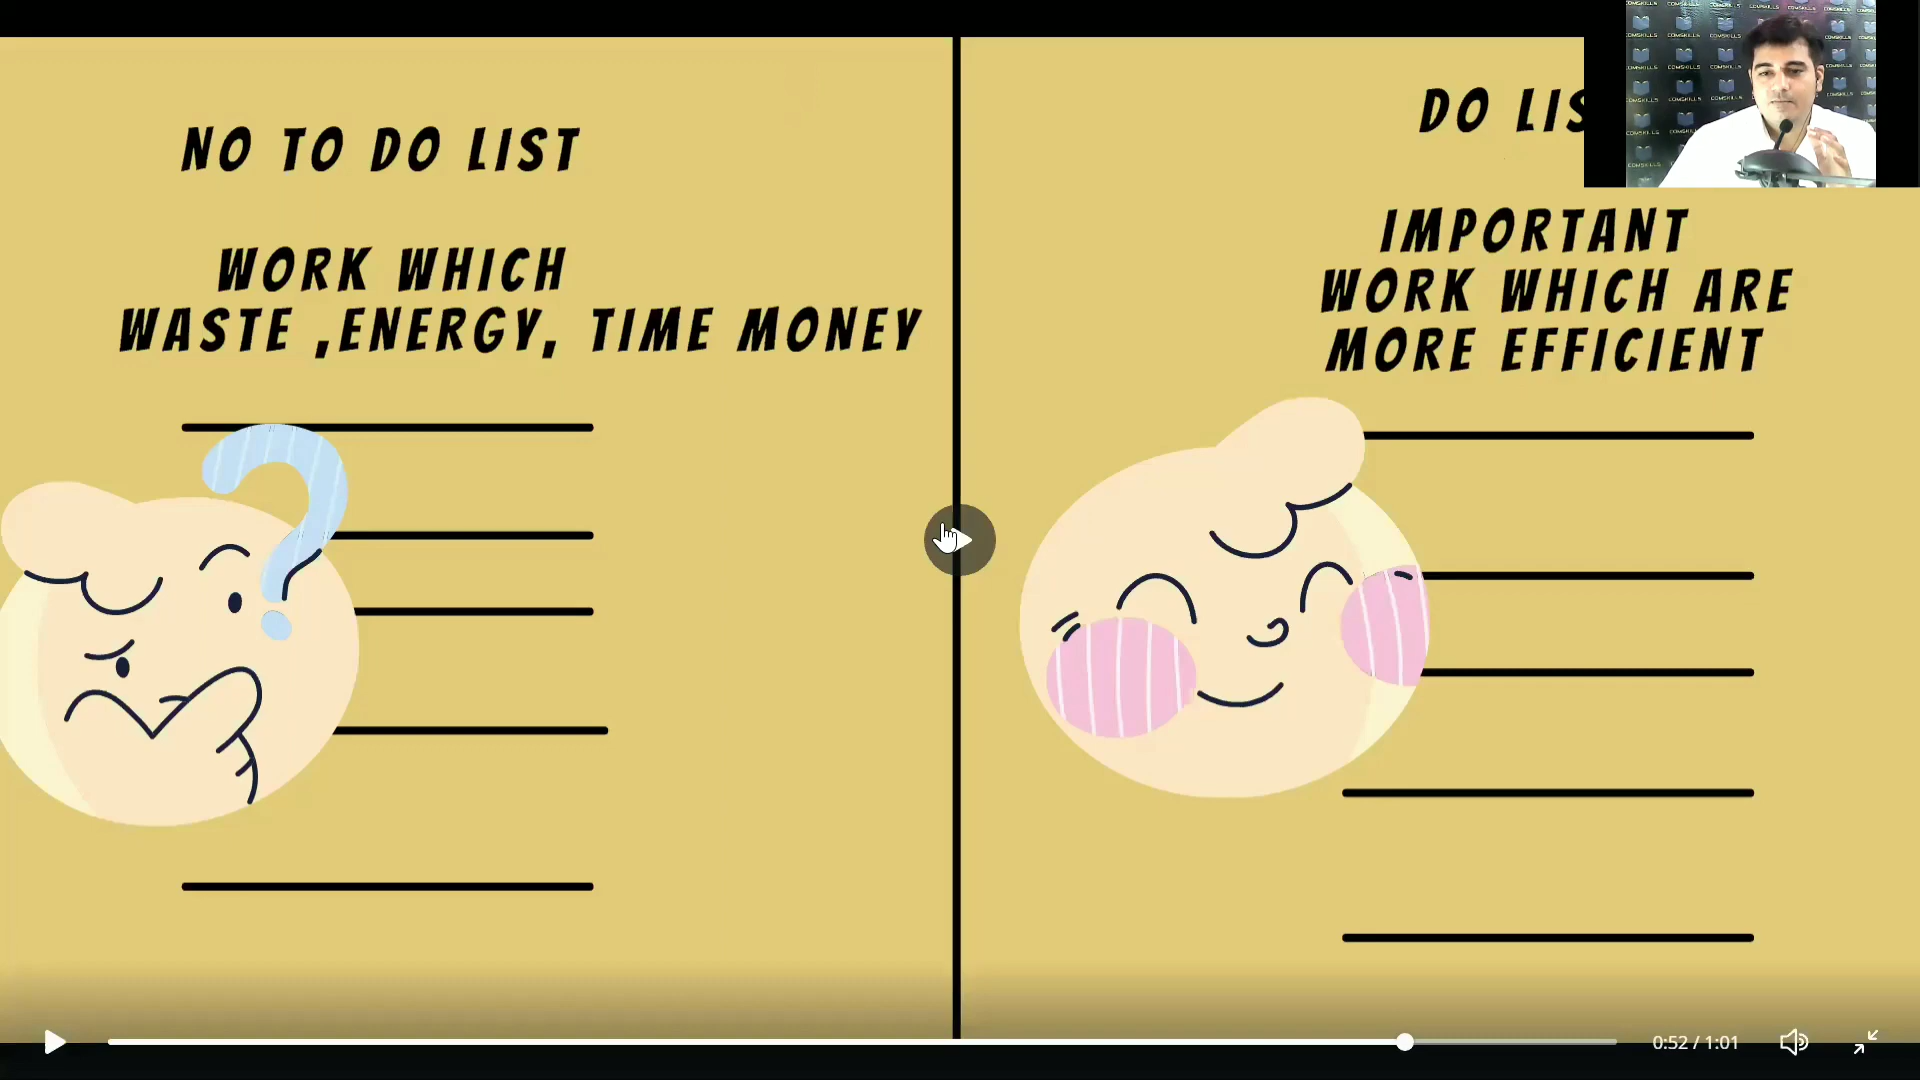 NO TO DO LIST
WORK WHICH
WASTE ,ENERGY, TIME MONEY
DO LIS
IMPORTANT
WORK WHICH ARE
MORE EFFICIENT
COMSKILLS
0:52 / 1:01